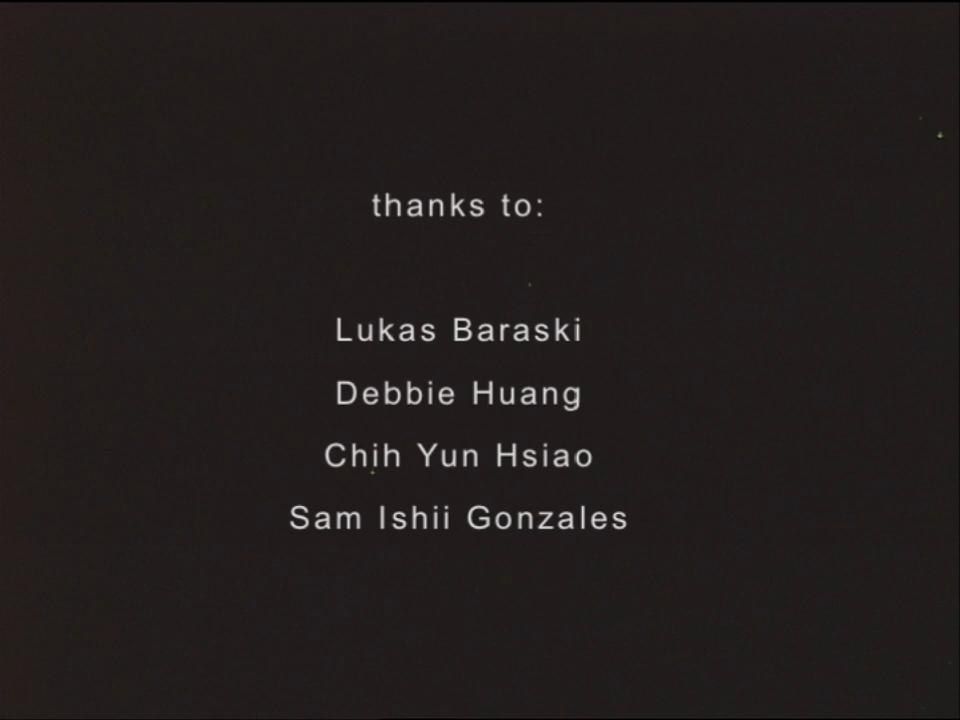 thanks to:
Lukas Baraski
Debbie Huang
Chih Yun Hsiao
Sam Ishii Gonzales